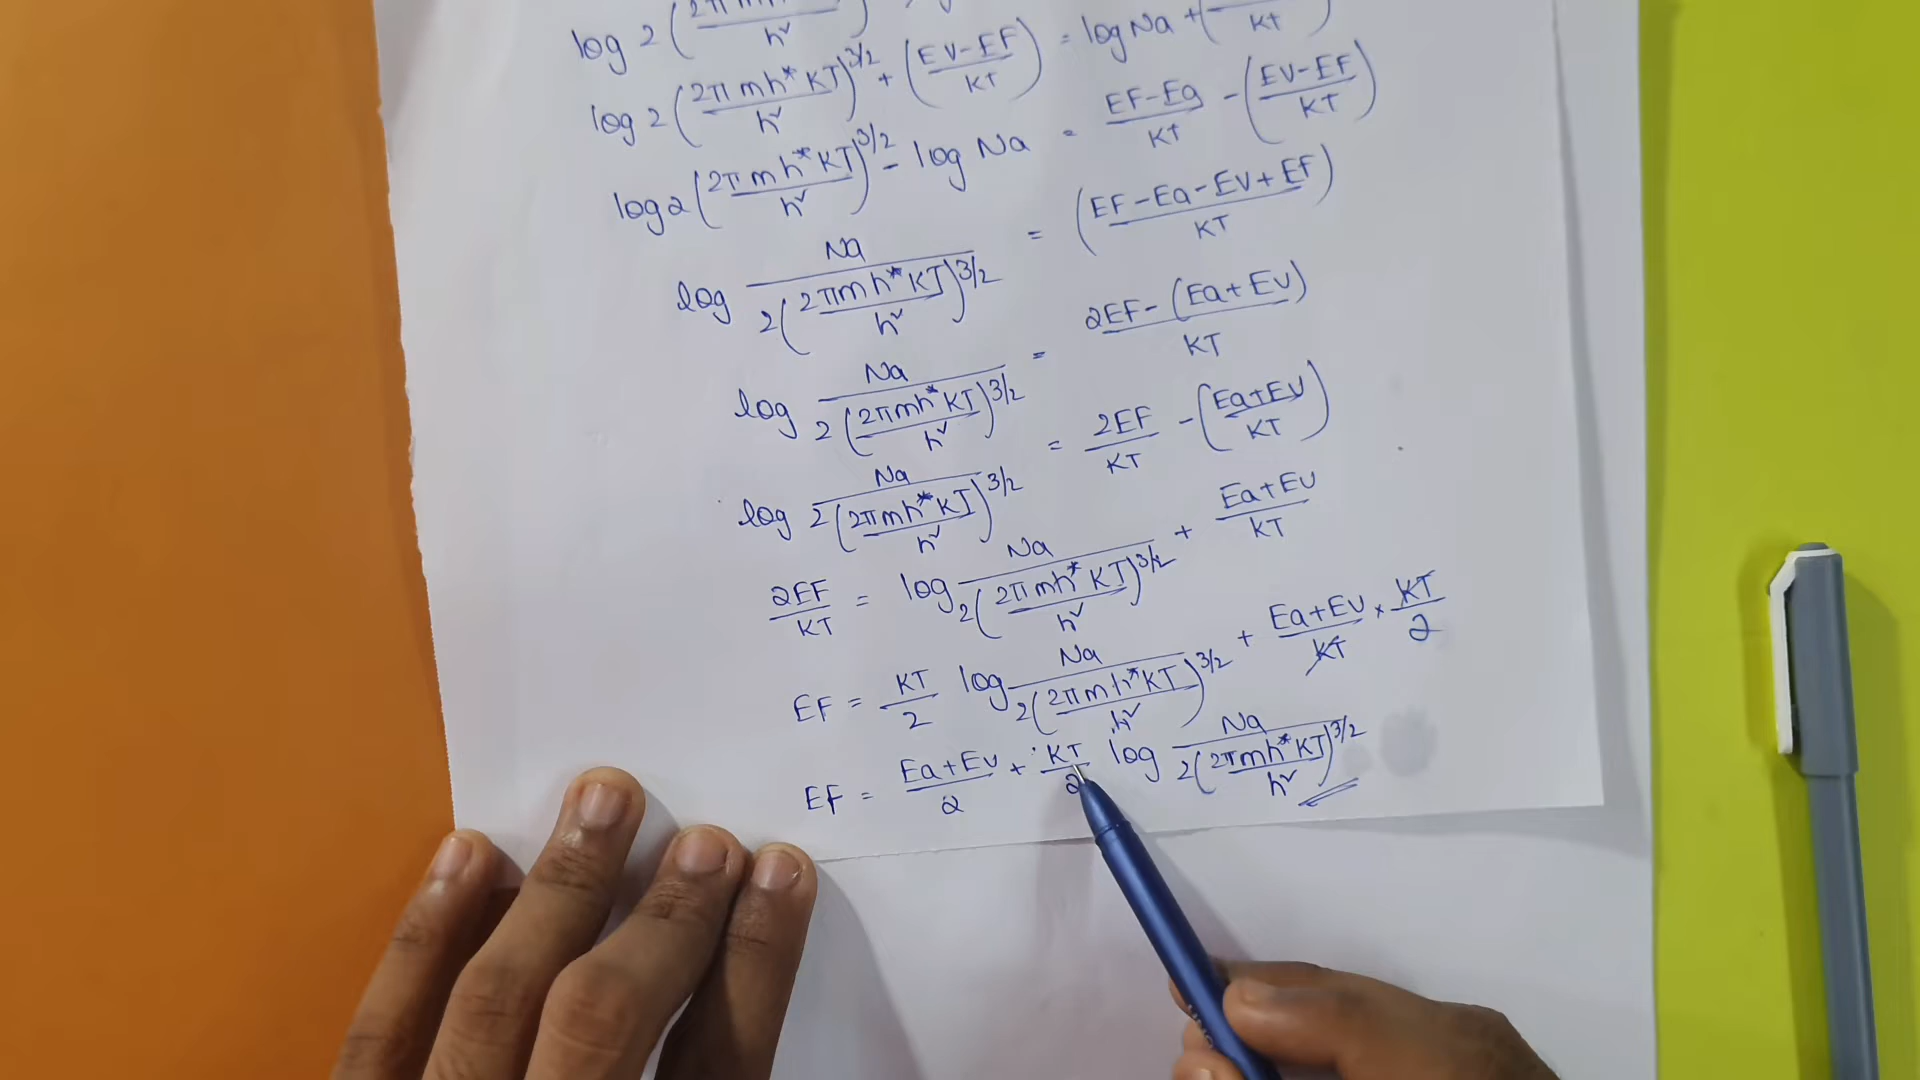 log 2 (2πmh/h²)
log 2 (2πmh*KT/h²)^3/2 + (EV-EF/KT) = log Na + ( /Kt)
log 2 (2πmh*KT/h²)^3/2 - log Na = EF-Ea/Kt - (EV-EF/KT)
log Na/2(2πmh*KT/h²)^3/2 = (EF-Ea-EV+EF/KT)
log Na/2(2πmh*KT/h²)^3/2 = 2EF-(Ea+EV)/KT
log Na/2(2πmh*KT/h²)^3/2 = 2EF/KT - (Ea+EV/KT)
2EF/KT = log Na/2(2πmh*KT/h²)^3/2 + Ea+EV/KT
EF = KT/2 log Na/2(2πmh*KT/h²)^3/2 + Ea+EV/KT × KT/2
EF = Ea+EV/2 + KT/2 log Na/2(2πmh*KT/h²)^3/2